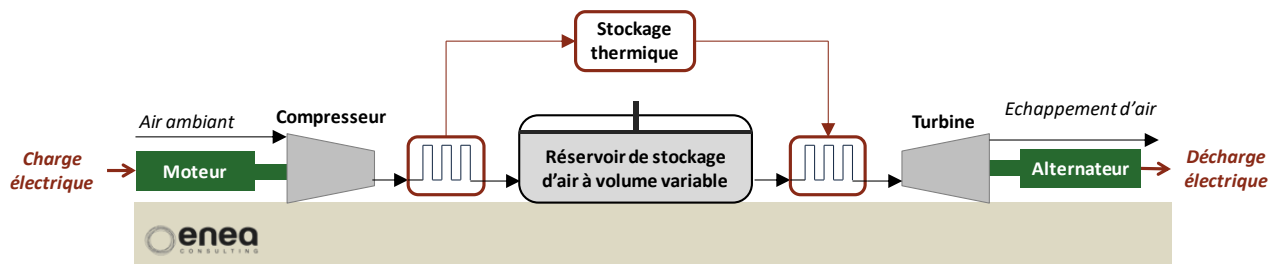 Stockage
thermique
Air ambiant
Compresseur
Turbine
Echappement d'air
Charge
électrique
Moteur
Réservoir de stockage
d'air à volume variable
Alternateur
Décharge
électrique
enea
CONSULTING